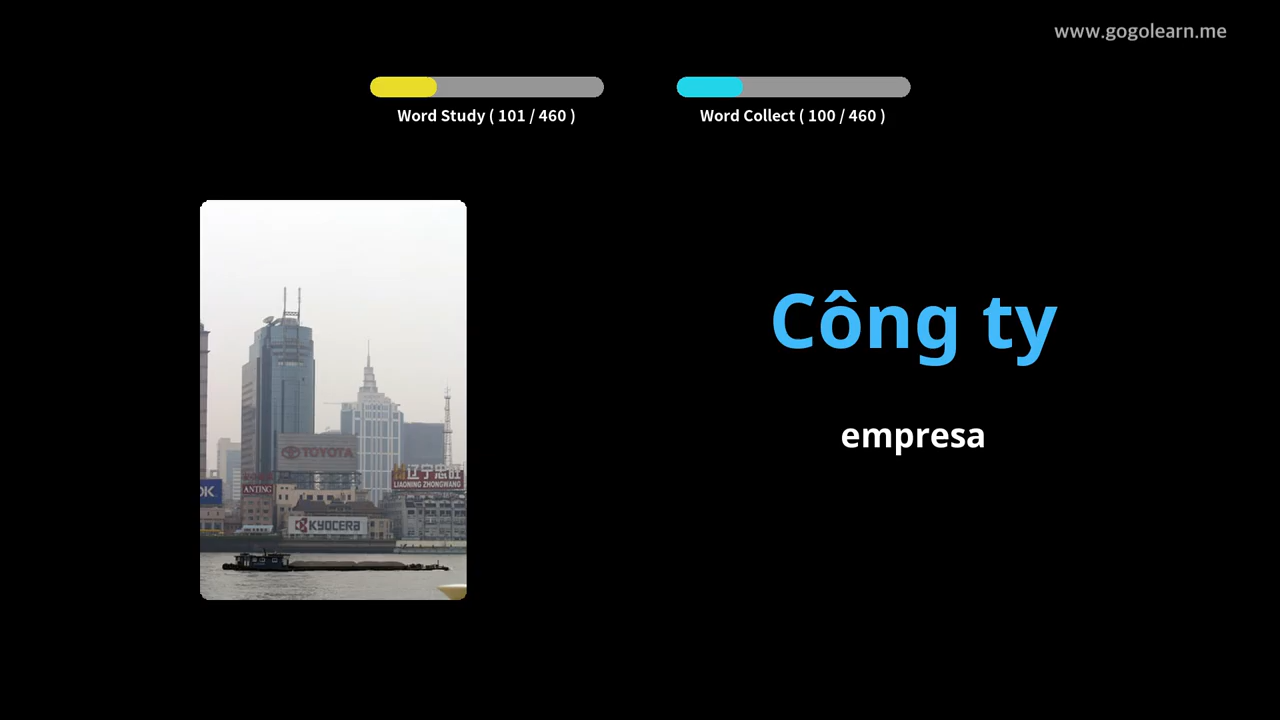 www.gogolearn.me
Word Study ( 101 / 460 )
Word Collect ( 100 / 460 )
Công ty
empresa
TOYOTA
辽宁忠旺
LIAONING ZHONGWANG
ANTING
KYOCERA